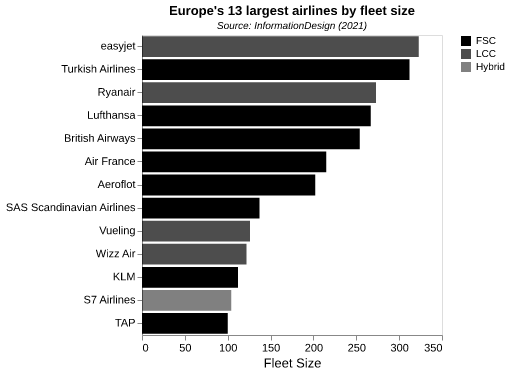 Europe's 13 largest airlines by fleet size
Source: InformationDesign (2021)
FSC
LCC
Hybrid
easyjet
Turkish Airlines
Ryanair
Lufthansa
British Airways
Air France
Aeroflot
SAS Scandinavian Airlines
Vueling
Wizz Air
KLM
S7 Airlines
TAP
0 50 100 150 200 250 300 350
Fleet Size